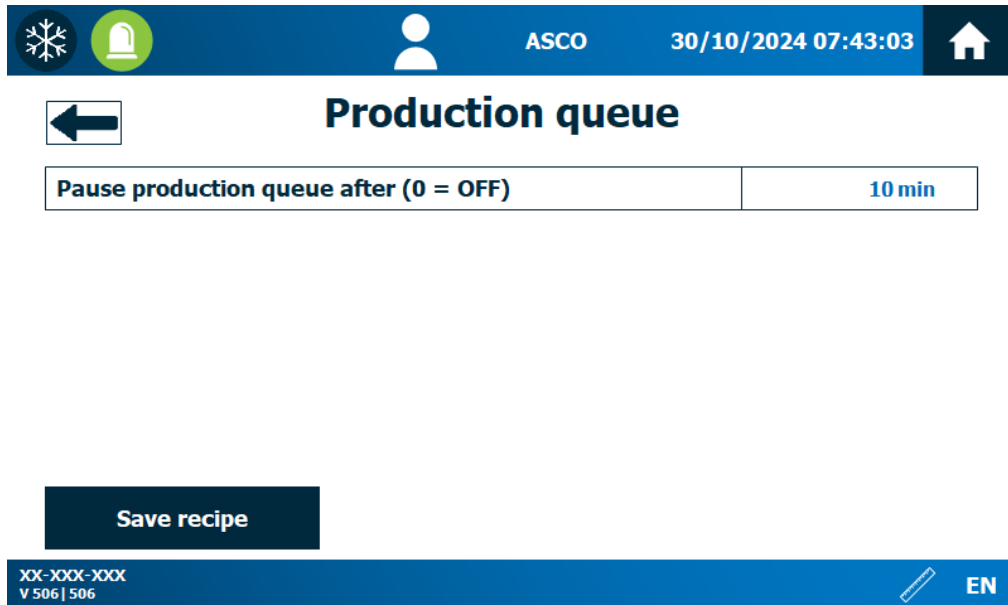 ASCO 30/10/2024 07:43:03
Production queue
Pause production queue after (0 = OFF) 10 min
Save recipe
XX-XXX-XXX
V 506| 506
EN